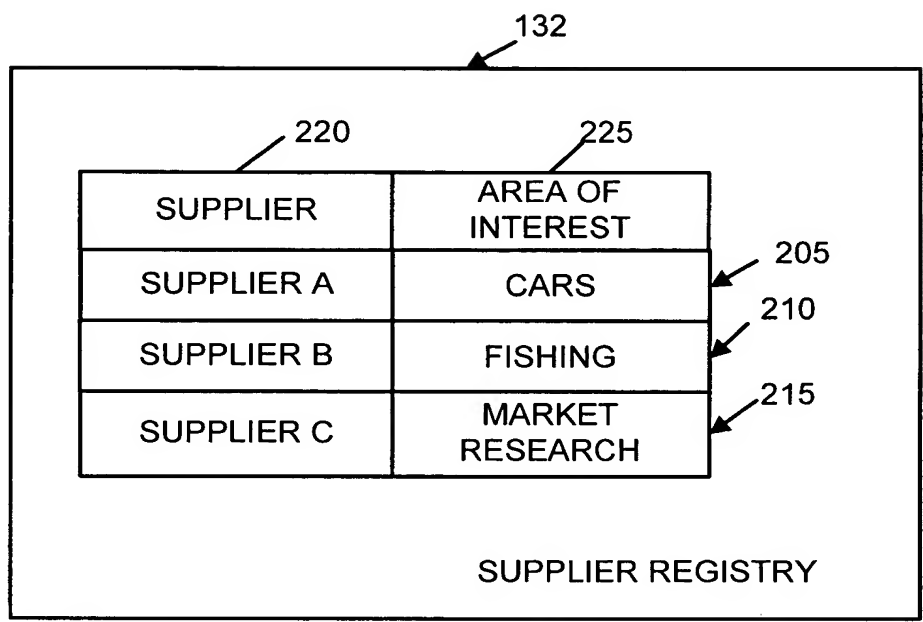 132
220
225
SUPPLIER
AREA OF
INTEREST
SUPPLIER A
CARS
205
SUPPLIER B
FISHING
210
SUPPLIER C
MARKET
RESEARCH
215
SUPPLIER REGISTRY